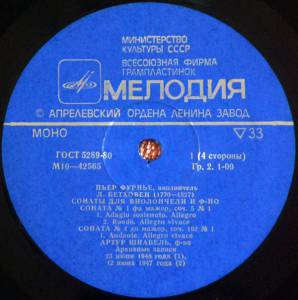 МИНИСТЕРСТВО
КУЛЬТУРЫ СССР
ВСЕСОЮЗНАЯ ФИРМА
ГРАМПЛАСТИНОК
МЕЛОДИЯ
© АПРЕЛЕВСКИЙ ОРДЕНА ЛЕНИНА ЗАВОД
МОНО ▽33
ГОСТ 5289-80 1 (4 стороны)
М10-42565 Гр. 2. 1-00
ПЬЕР ФУРНЬЕ, виолончель
Л. БЕТХОВЕН (1770-1827)
СОНАТЫ ДЛЯ ВИОЛОНЧЕЛИ И Ф-НО
СОНАТА № 1 фа мажор, соч. 5 № 1
1. Adagio sostenuto. Allegro
2. Rondo. Allegro vivace
СОНАТА № 4 до мажор, соч. 102 № 1
1. Andante. Allegro vivace
АРТУР ШНАБЕЛЬ, ф-но
Архивные записи
23 июня 1948 года (1),
12 июня 1947 года (2)